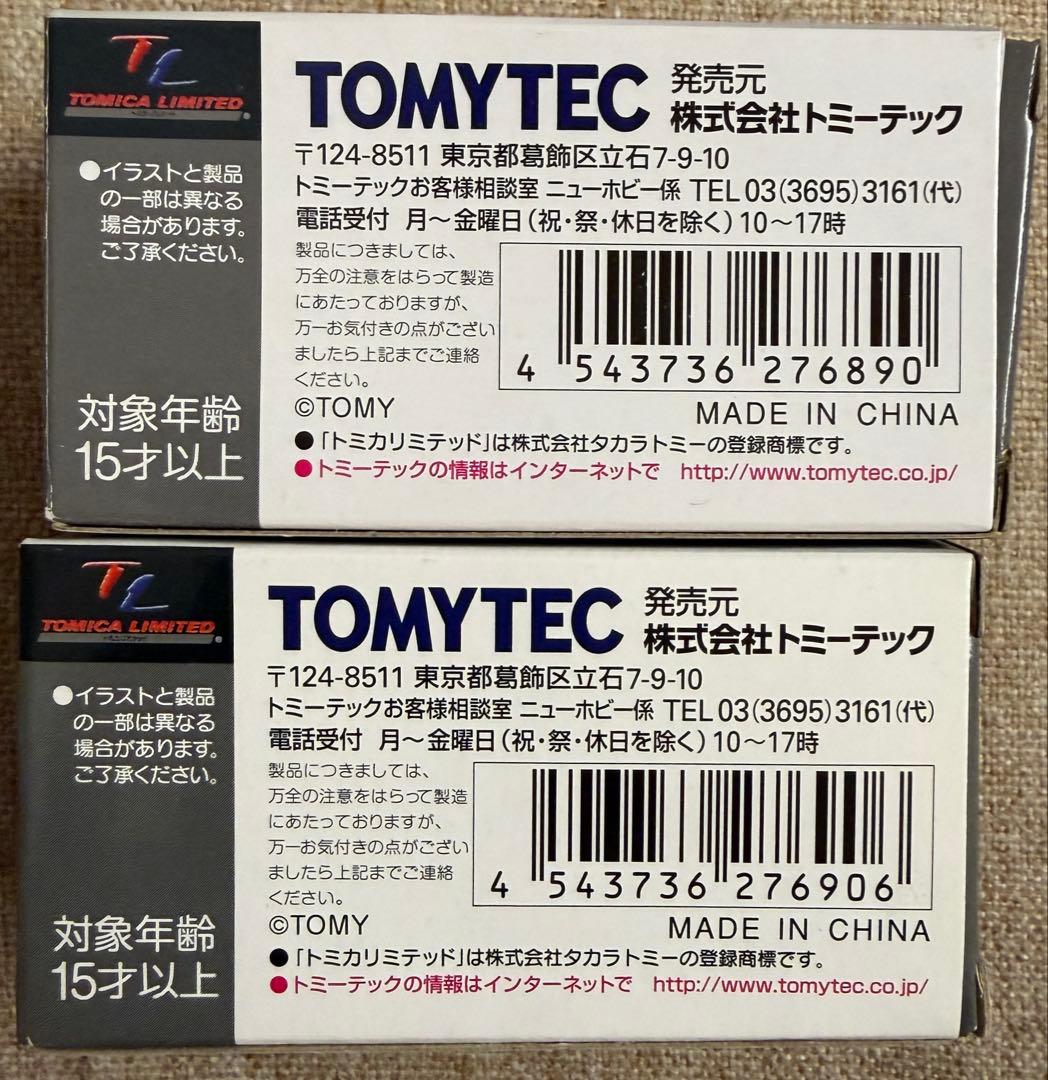 TL
TOMICA LIMITED
●イラストと製品
の一部は異なる
場合があります。
ご了承ください。
対象年齢
15才以上
TOMYTEC 発売元
株式会社トミーテック
〒124-8511 東京都葛飾区立石7-9-10
トミーテックお客様相談室 ニューホビー係 TEL 03(3695)3161(代)
電話受付 月～金曜日(祝・祭・休日を除く)10～17時
製品につきましては、
万全の注意をはらって製造
にあたっておりますが、
万一お気付きの点がござい
ましたら上記までご連絡
ください。
4 543736 276890
©TOMY MADE IN CHINA
●「トミカリミテッド」は株式会社タカラトミーの登録商標です。
●トミーテックの情報はインターネットで http://www.tomytec.co.jp/
TL
TOMICA LIMITED
●イラストと製品
の一部は異なる
場合があります。
ご了承ください。
対象年齢
15才以上
TOMYTEC 発売元
株式会社トミーテック
〒124-8511 東京都葛飾区立石7-9-10
トミーテックお客様相談室 ニューホビー係 TEL 03(3695)3161(代)
電話受付 月～金曜日(祝・祭・休日を除く)10～17時
製品につきましては、
万全の注意をはらって製造
にあたっておりますが、
万一お気付きの点がござい
ましたら上記までご連絡
ください。
4 543736 276906
©TOMY MADE IN CHINA
●「トミカリミテッド」は株式会社タカラトミーの登録商標です。
●トミーテックの情報はインターネットで http://www.tomytec.co.jp/